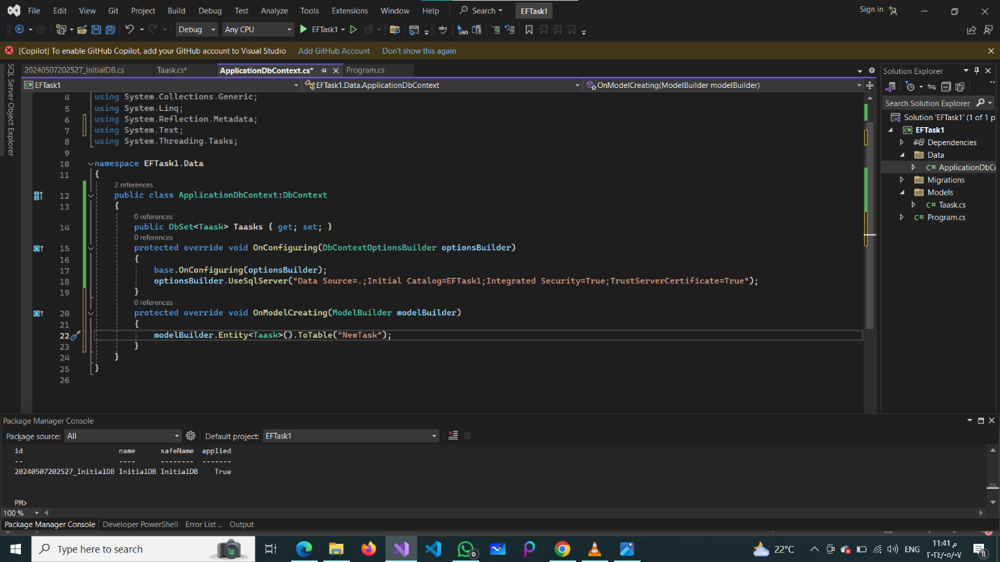 File Edit View Git Project Build Debug Test Analyze Tools Extensions Window Help Search EFTask1 Sign in
Debug Any CPU EFTask1
[Copilot] To enable GitHub Copilot, add your GitHub account to Visual Studio Add GitHub Account Don't show this again
SQL Server Object Explorer
20240507202527_InitialDB.cs Taask.cs* ApplicationDbContext.cs* Program.cs
EFTask1 EFTask1.Data.ApplicationDbContext OnModelCreating(ModelBuilder modelBuilder)
4 using System.Collections.Generic;
5 using System.Linq;
6 using System.Reflection.Metadata;
7 using System.Text;
8 using System.Threading.Tasks;
9
10 namespace EFTask1.Data
11 {
2 references
12 public class ApplicationDbContext:DbContext
13 {
0 references
14 public DbSet<Taask> Taasks { get; set; }
0 references
15 protected override void OnConfiguring(DbContextOptionsBuilder optionsBuilder)
16 {
17 base.OnConfiguring(optionsBuilder);
18 optionsBuilder.UseSqlServer("Data Source=.;Initial Catalog=EFTask1;Integrated Security=True;TrustServerCertificate=True");
19 }
0 references
20 protected override void OnModelCreating(ModelBuilder modelBuilder)
21 {
22 modelBuilder.Entity<Taask>().ToTable("NewTask");
23 }
24 }
25 }
26
Solution Explorer
Search Solution Explorer
Solution 'EFTask1' (1 of 1 p
EFTask1
Dependencies
Data
C# ApplicationDbCo
Migrations
Models
C# Taask.cs
C# Program.cs
Package Manager Console
Package source: All Default project: EFTask1
id name safeName applied
-- ---- -------- -------
20240507202527_InitialDB InitialDB InitialDB True
PM>
100 %
Package Manager Console Developer PowerShell Error List ... Output
Type here to search
22°C ENG
11:41 م
٢٠٢٤/٠٥/٠٧